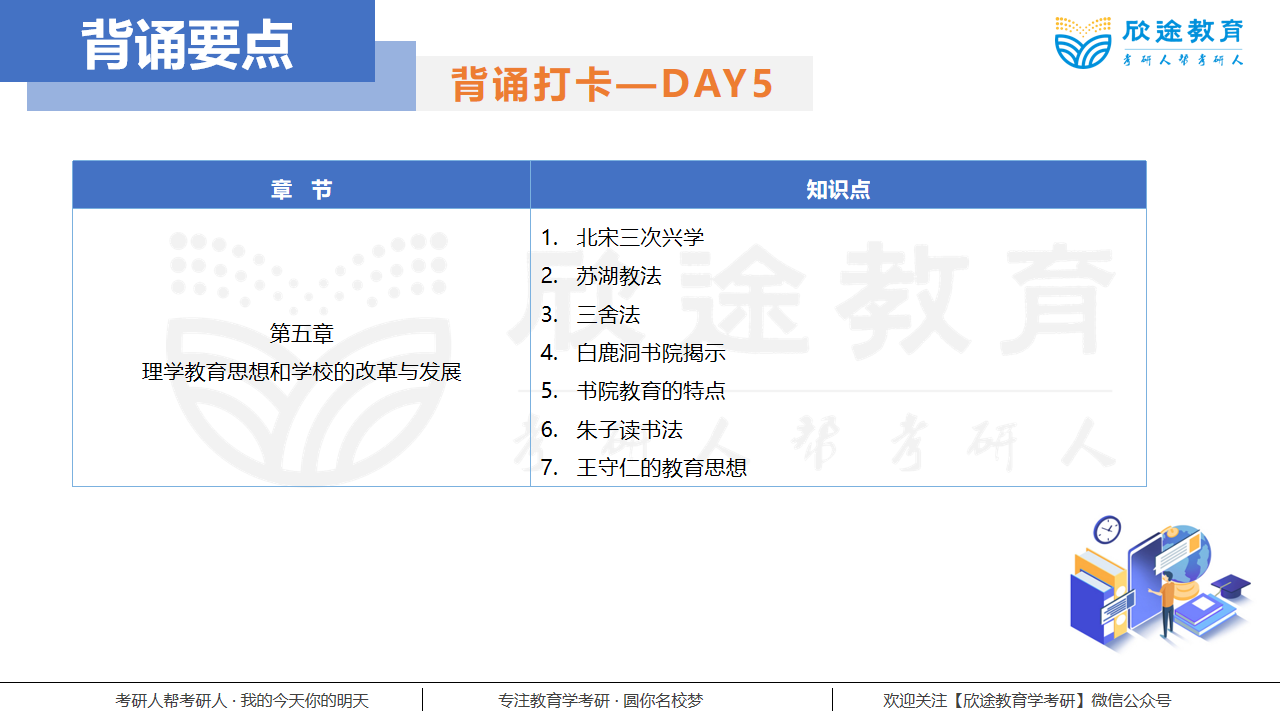 背诵要点
欣途教育
考研人帮考研人
背诵打卡—DAY5
章 节
知识点
第五章
理学教育思想和学校的改革与发展
1. 北宋三次兴学
2. 苏湖教法
3. 三舍法
4. 白鹿洞书院揭示
5. 书院教育的特点
6. 朱子读书法
7. 王守仁的教育思想
欣途教育
考研人帮考研人
考研人帮考研人 · 我的今天你的明天
专注教育学考研 · 圆你名校梦
欢迎关注【欣途教育学考研】微信公众号